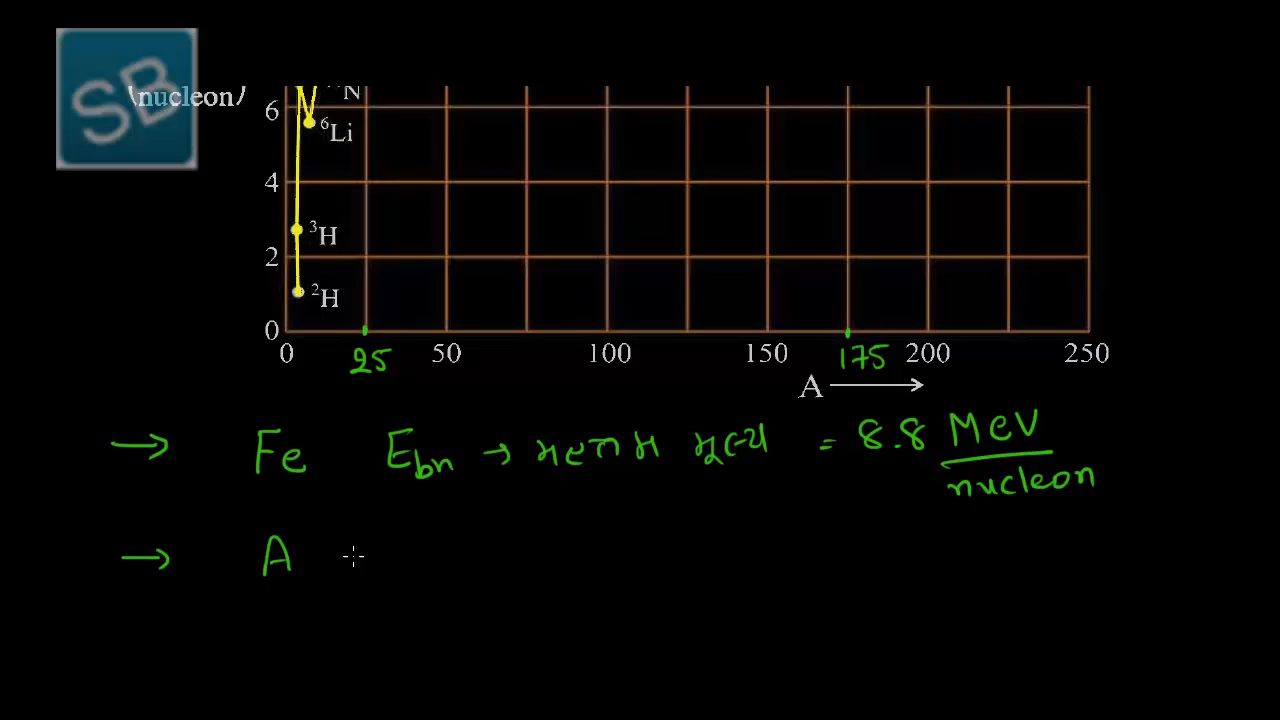 SB
nucleon)
N
6
⁶Li
4
³H
2
²H
0
0 25 50 100 150 175 200 250
A →
→ Fe E_bn → મહત્તમ મૂલ્ય = 8.8 MeV
nucleon
→ A